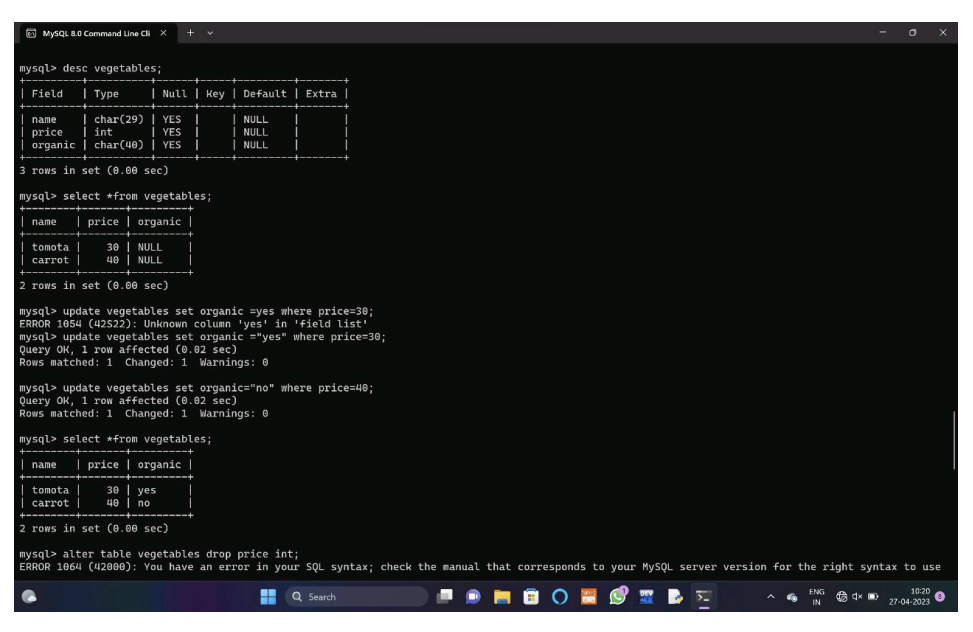 MySQL 8.0 Command Line Cli
mysql> desc vegetables;
+---------+----------+------+-----+---------+-------+
| Field   | Type     | Null | Key | Default | Extra |
+---------+----------+------+-----+---------+-------+
| name    | char(29) | YES  |     | NULL    |       |
| price   | int      | YES  |     | NULL    |       |
| organic | char(40) | YES  |     | NULL    |       |
+---------+----------+------+-----+---------+-------+
3 rows in set (0.00 sec)
mysql> select *from vegetables;
+--------+-------+---------+
| name   | price | organic |
+--------+-------+---------+
| tomota |    30 | NULL    |
| carrot |    40 | NULL    |
+--------+-------+---------+
2 rows in set (0.00 sec)
mysql> update vegetables set organic =yes where price=30;
ERROR 1054 (42S22): Unknown column 'yes' in 'field list'
mysql> update vegetables set organic ="yes" where price=30;
Query OK, 1 row affected (0.02 sec)
Rows matched: 1  Changed: 1  Warnings: 0
mysql> update vegetables set organic="no" where price=40;
Query OK, 1 row affected (0.02 sec)
Rows matched: 1  Changed: 1  Warnings: 0
mysql> select *from vegetables;
+--------+-------+---------+
| name   | price | organic |
+--------+-------+---------+
| tomota |    30 | yes     |
| carrot |    40 | no      |
+--------+-------+---------+
2 rows in set (0.00 sec)
mysql> alter table vegetables drop price int;
ERROR 1064 (42000): You have an error in your SQL syntax; check the manual that corresponds to your MySQL server version for the right syntax to use
Search
DEV
ENG
IN
10:20
27-04-2023